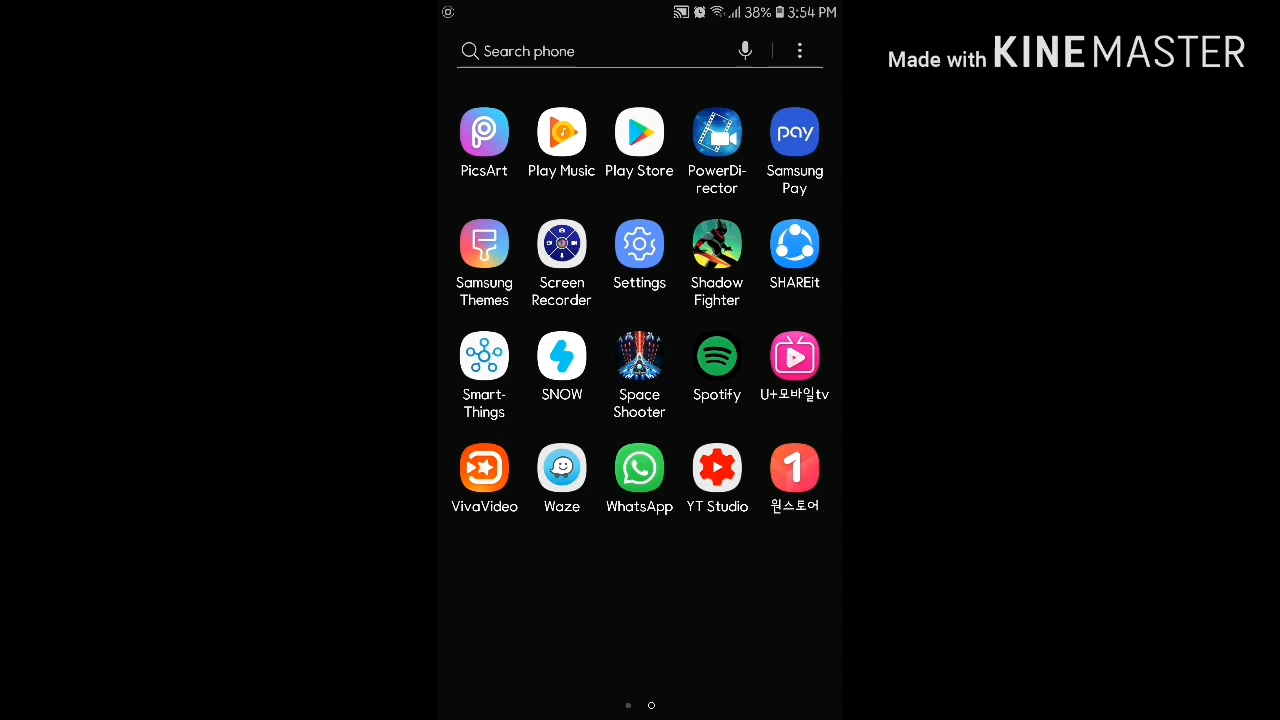 38% 3:54 PM
Search phone
Made with KINEMASTER
PicsArt
Play Music
Play Store
PowerDi-
rector
Samsung
Pay
pay
Samsung
Themes
Screen
Recorder
Settings
Shadow
Fighter
SHAREit
Smart-
Things
SNOW
Space
Shooter
Spotify
U+모바일tv
VivaVideo
Waze
WhatsApp
YT Studio
1
원스토어